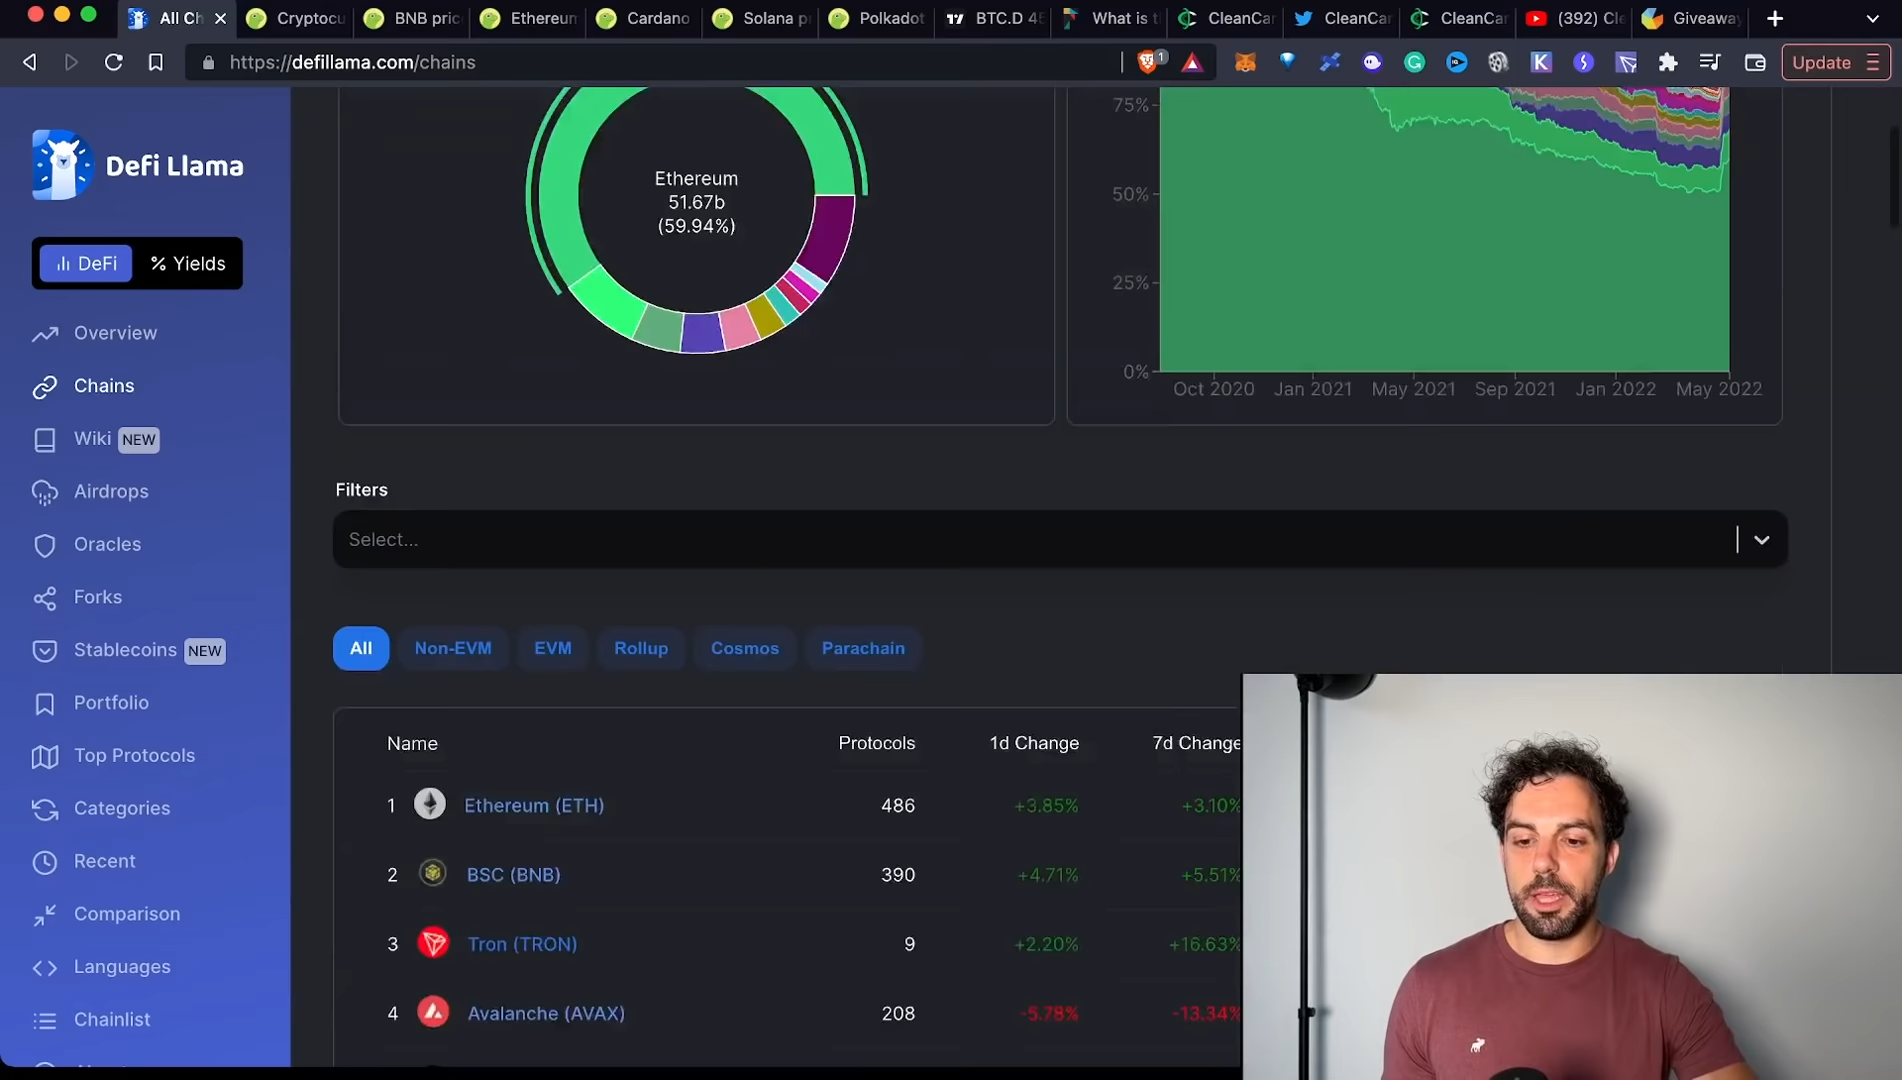 All Ch
Cryptocu
BNB pric
Ethereum
Cardano
Solana p
Polkadot
BTC.D 45
What is t
CleanCar
CleanCar
CleanCar
(392) Cle
Giveaway
https://defillama.com/chains
1
Update
Defi Llama
DeFi
% Yields
Overview
Chains
Wiki NEW
Airdrops
Oracles
Forks
Stablecoins NEW
Portfolio
Top Protocols
Categories
Recent
Comparison
Languages
Chainlist
Ethereum
51.67b
(59.94%)
75%
50%
25%
0%
Oct 2020 Jan 2021 May 2021 Sep 2021 Jan 2022 May 2022
Filters
Select...
All Non-EVM EVM Rollup Cosmos Parachain
Name Protocols 1d Change 7d Change
1 Ethereum (ETH) 486 +3.85% +3.10%
2 BSC (BNB) 390 +4.71% +5.51%
3 Tron (TRON) 9 +2.20% +16.63%
4 Avalanche (AVAX) 208 -5.78% -13.34%